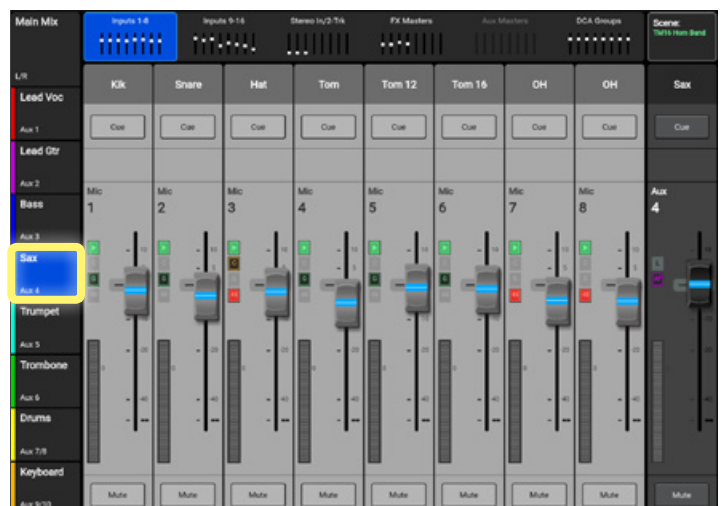 Main Mix
Inputs 1-8
Inputs 9-16
Stereo In/2-Trk
FX Masters
Aux Masters
DCA Groups
Scene:
TM16 Horn Band
L/R
Lead Voc
Aux 1
Lead Gtr
Aux 2
Bass
Aux 3
Sax
Aux 4
Trumpet
Aux 5
Trombone
Aux 6
Drums
Aux 7/8
Keyboard
Aux 9/10
Kik
Snare
Hat
Tom
Tom 12
Tom 16
OH
OH
Sax
Cue
Cue
Cue
Cue
Cue
Cue
Cue
Cue
Cue
Mic
1
Mic
2
Mic
3
Mic
4
Mic
5
Mic
6
Mic
7
Mic
8
Aux
4
Mute
Mute
Mute
Mute
Mute
Mute
Mute
Mute
Mute